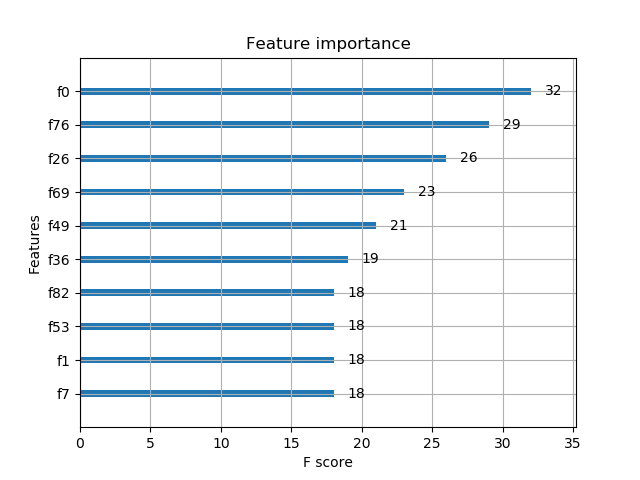 Feature importance
Features
f0 32
f76 29
f26 26
f69 23
f49 21
f36 19
f82 18
f53 18
f1 18
f7 18
0 5 10 15 20 25 30 35
F score